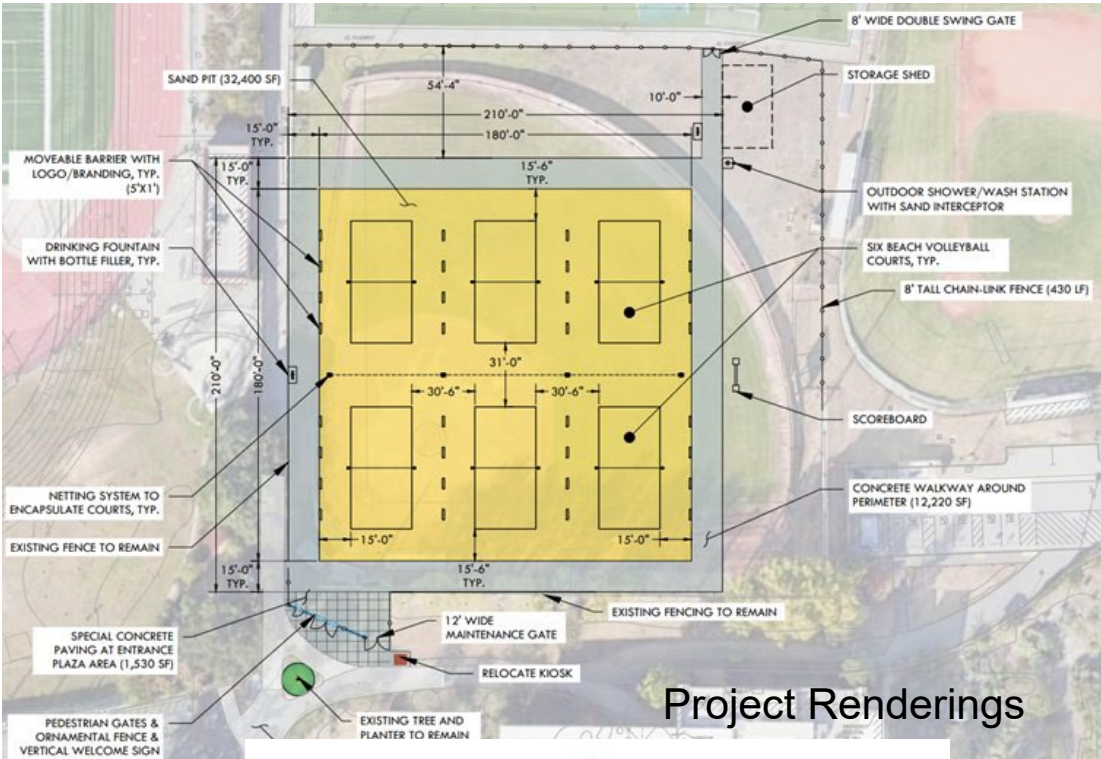 8' WIDE DOUBLE SWING GATE
SAND PIT (32,400 SF)
STORAGE SHED
54'-4"
10'-0"
210'-0"
15'-0"
TYP.
180'-0"
MOVEABLE BARRIER WITH
LOGO/BRANDING, TYP.
(5'X1')
15'-0"
TYP.
15'-6"
TYP.
OUTDOOR SHOWER/WASH STATION
WITH SAND INTERCEPTOR
DRINKING FOUNTAIN
WITH BOTTLE FILLER, TYP.
SIX BEACH VOLLEYBALL
COURTS, TYP.
8' TALL CHAIN-LINK FENCE (430 LF)
210'-0"
180'-0"
31'-0"
30'-6"
30'-6"
SCOREBOARD
NETTING SYSTEM TO
ENCAPSULATE COURTS, TYP.
CONCRETE WALKWAY AROUND
PERIMETER (12,220 SF)
EXISTING FENCE TO REMAIN
15'-0"
15'-0"
15'-0"
TYP.
15'-6"
TYP.
EXISTING FENCING TO REMAIN
SPECIAL CONCRETE
PAVING AT ENTRANCE
PLAZA AREA (1,530 SF)
12' WIDE
MAINTENANCE GATE
RELOCATE KIOSK
PEDESTRIAN GATES &
ORNAMENTAL FENCE &
VERTICAL WELCOME SIGN
EXISTING TREE AND
PLANTER TO REMAIN
Project Renderings